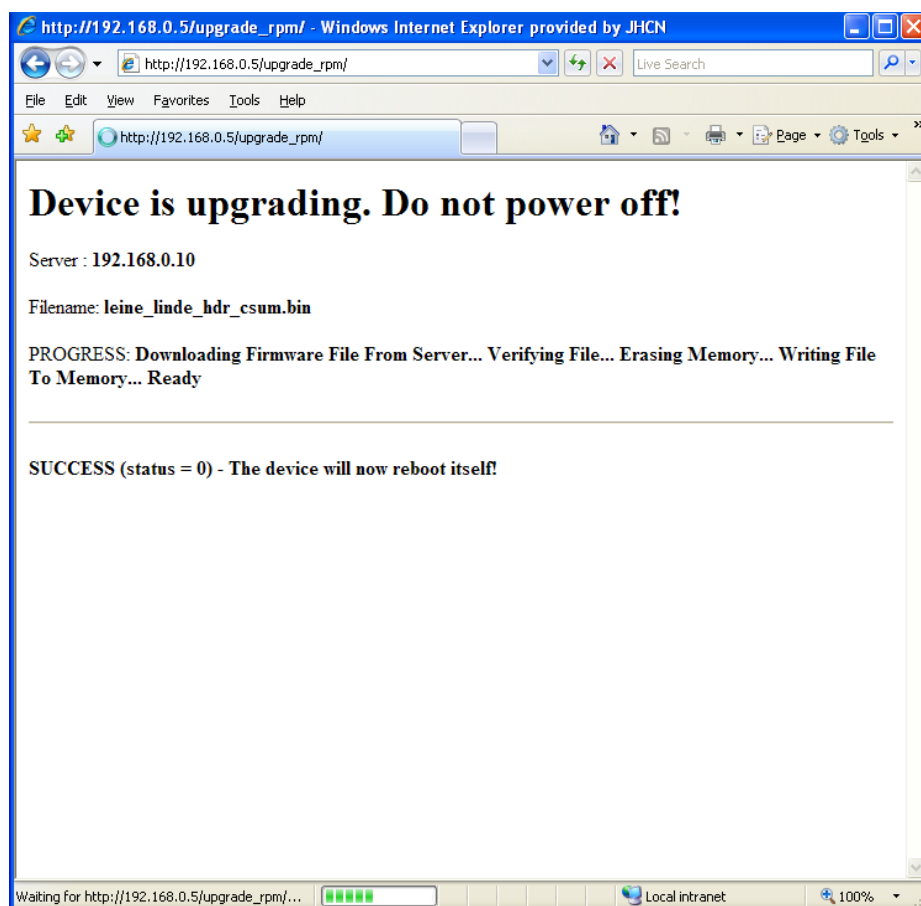 http://192.168.0.5/upgrade_rpm/ - Windows Internet Explorer provided by JHCN
http://192.168.0.5/upgrade_rpm/
Live Search
File Edit View Favorites Tools Help
http://192.168.0.5/upgrade_rpm/
Page Tools
Device is upgrading. Do not power off!
Server : 192.168.0.10
Filename: leine_linde_hdr_csum.bin
PROGRESS: Downloading Firmware File From Server... Verifying File... Erasing Memory... Writing File
To Memory... Ready
SUCCESS (status = 0) - The device will now reboot itself!
Waiting for http://192.168.0.5/upgrade_rpm/... Local intranet 100%